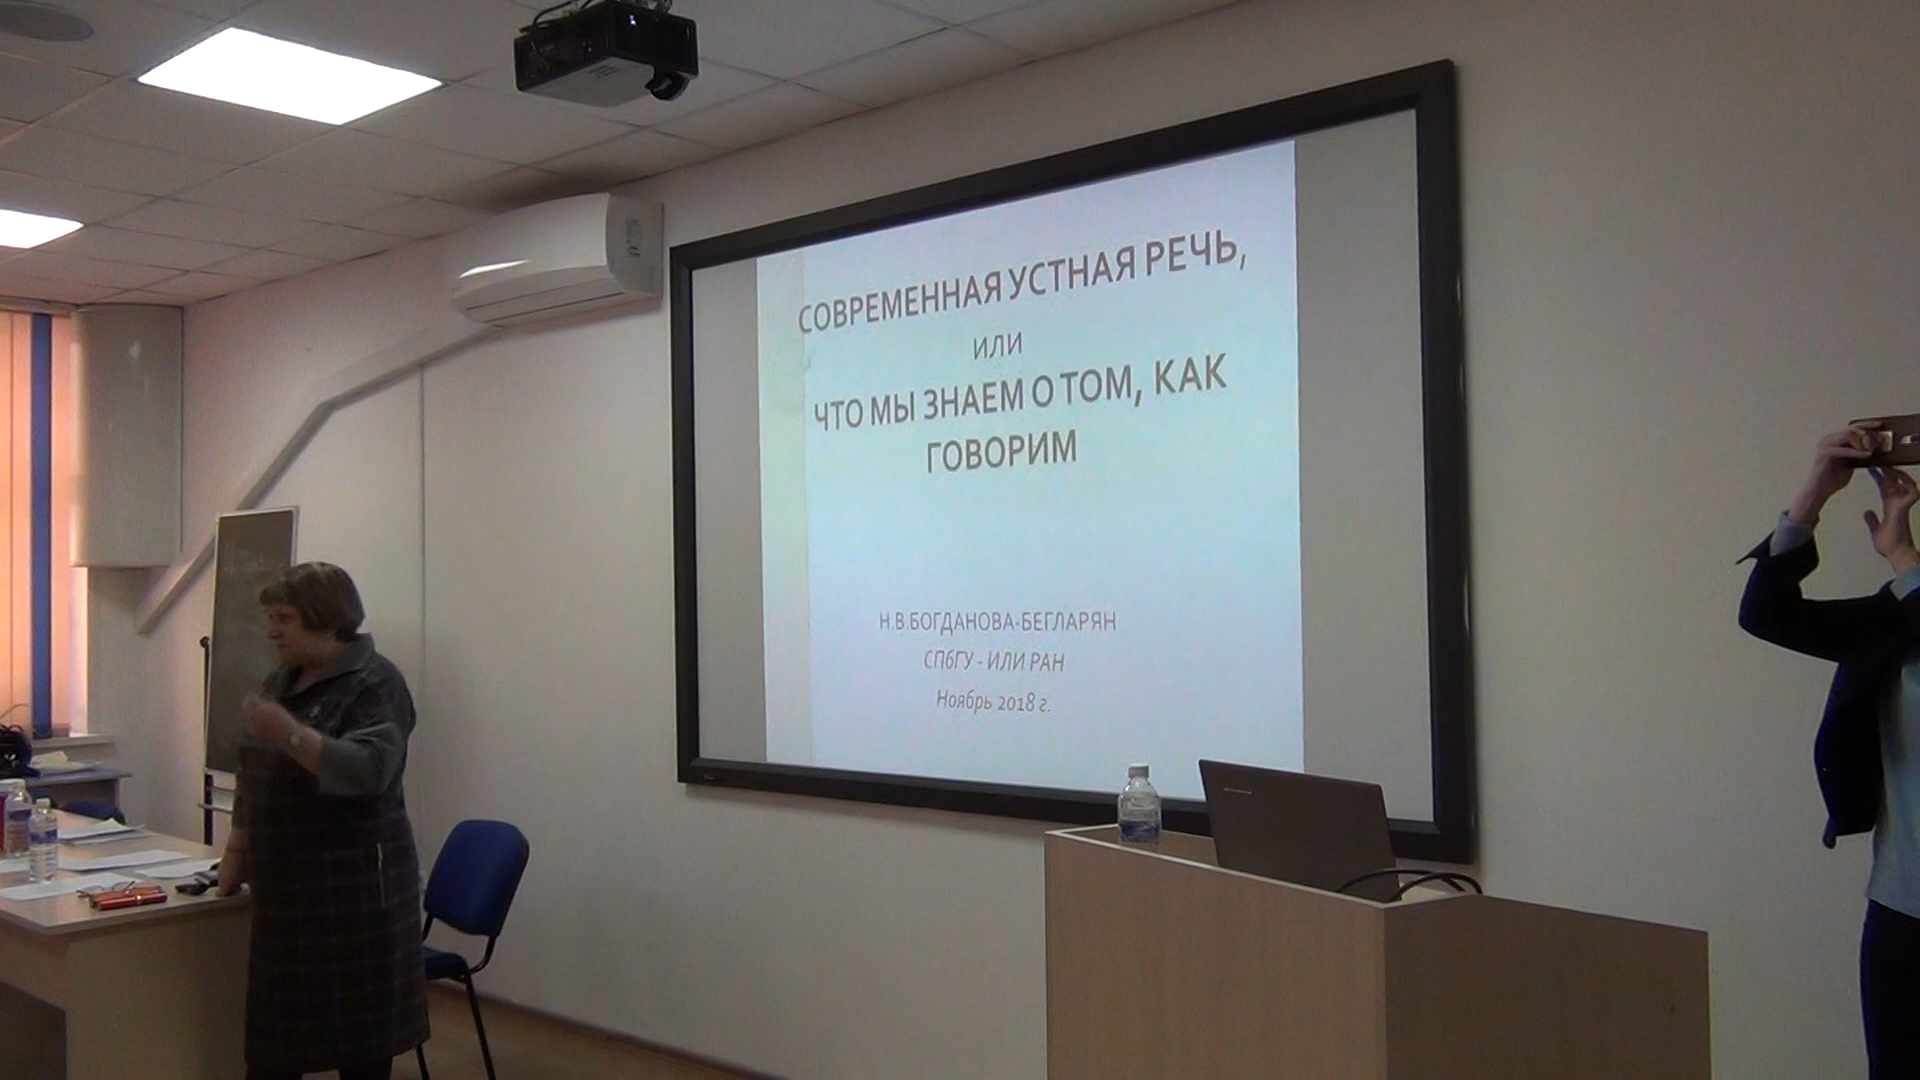 СОВРЕМЕННАЯ УСТНАЯ РЕЧЬ,
ИЛИ
ЧТО МЫ ЗНАЕМ О ТОМ, КАК
ГОВОРИМ
Н.В.БОГДАНОВА-БЕГЛАРЯН
СПбГУ - ИЛИ РАН
Ноябрь 2018 г.